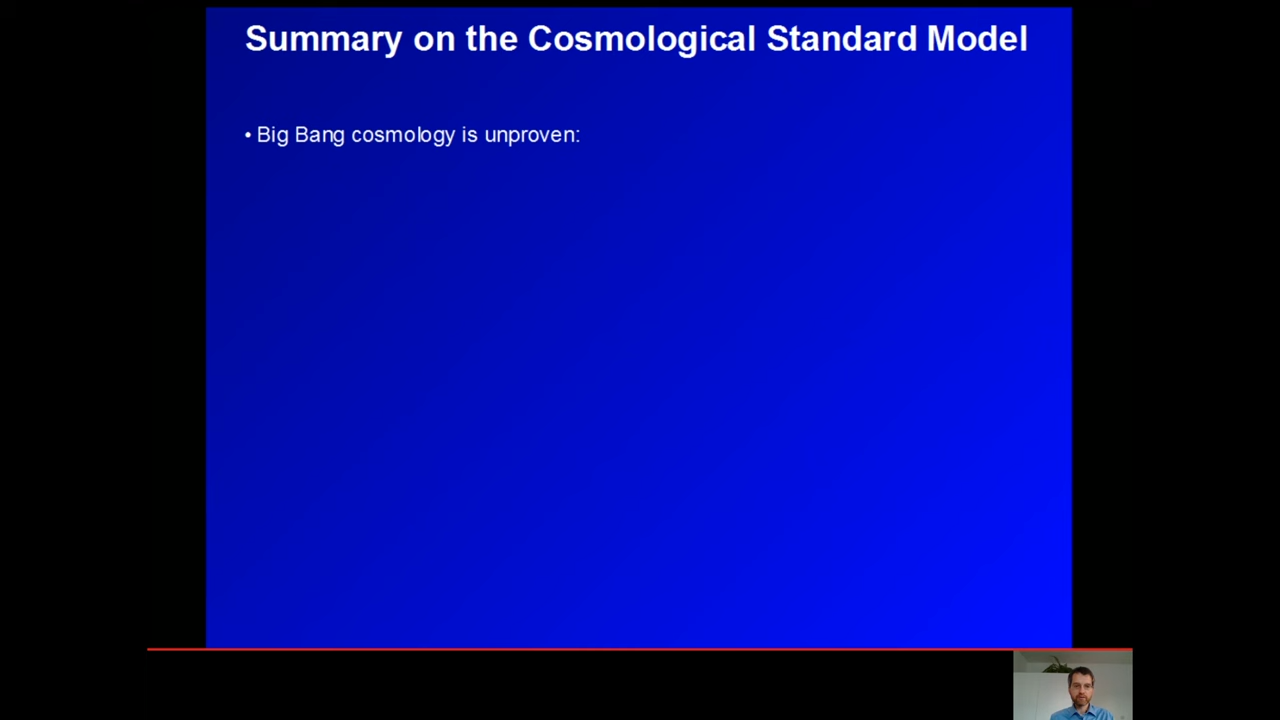 Summary on the Cosmological Standard Model
• Big Bang cosmology is unproven: